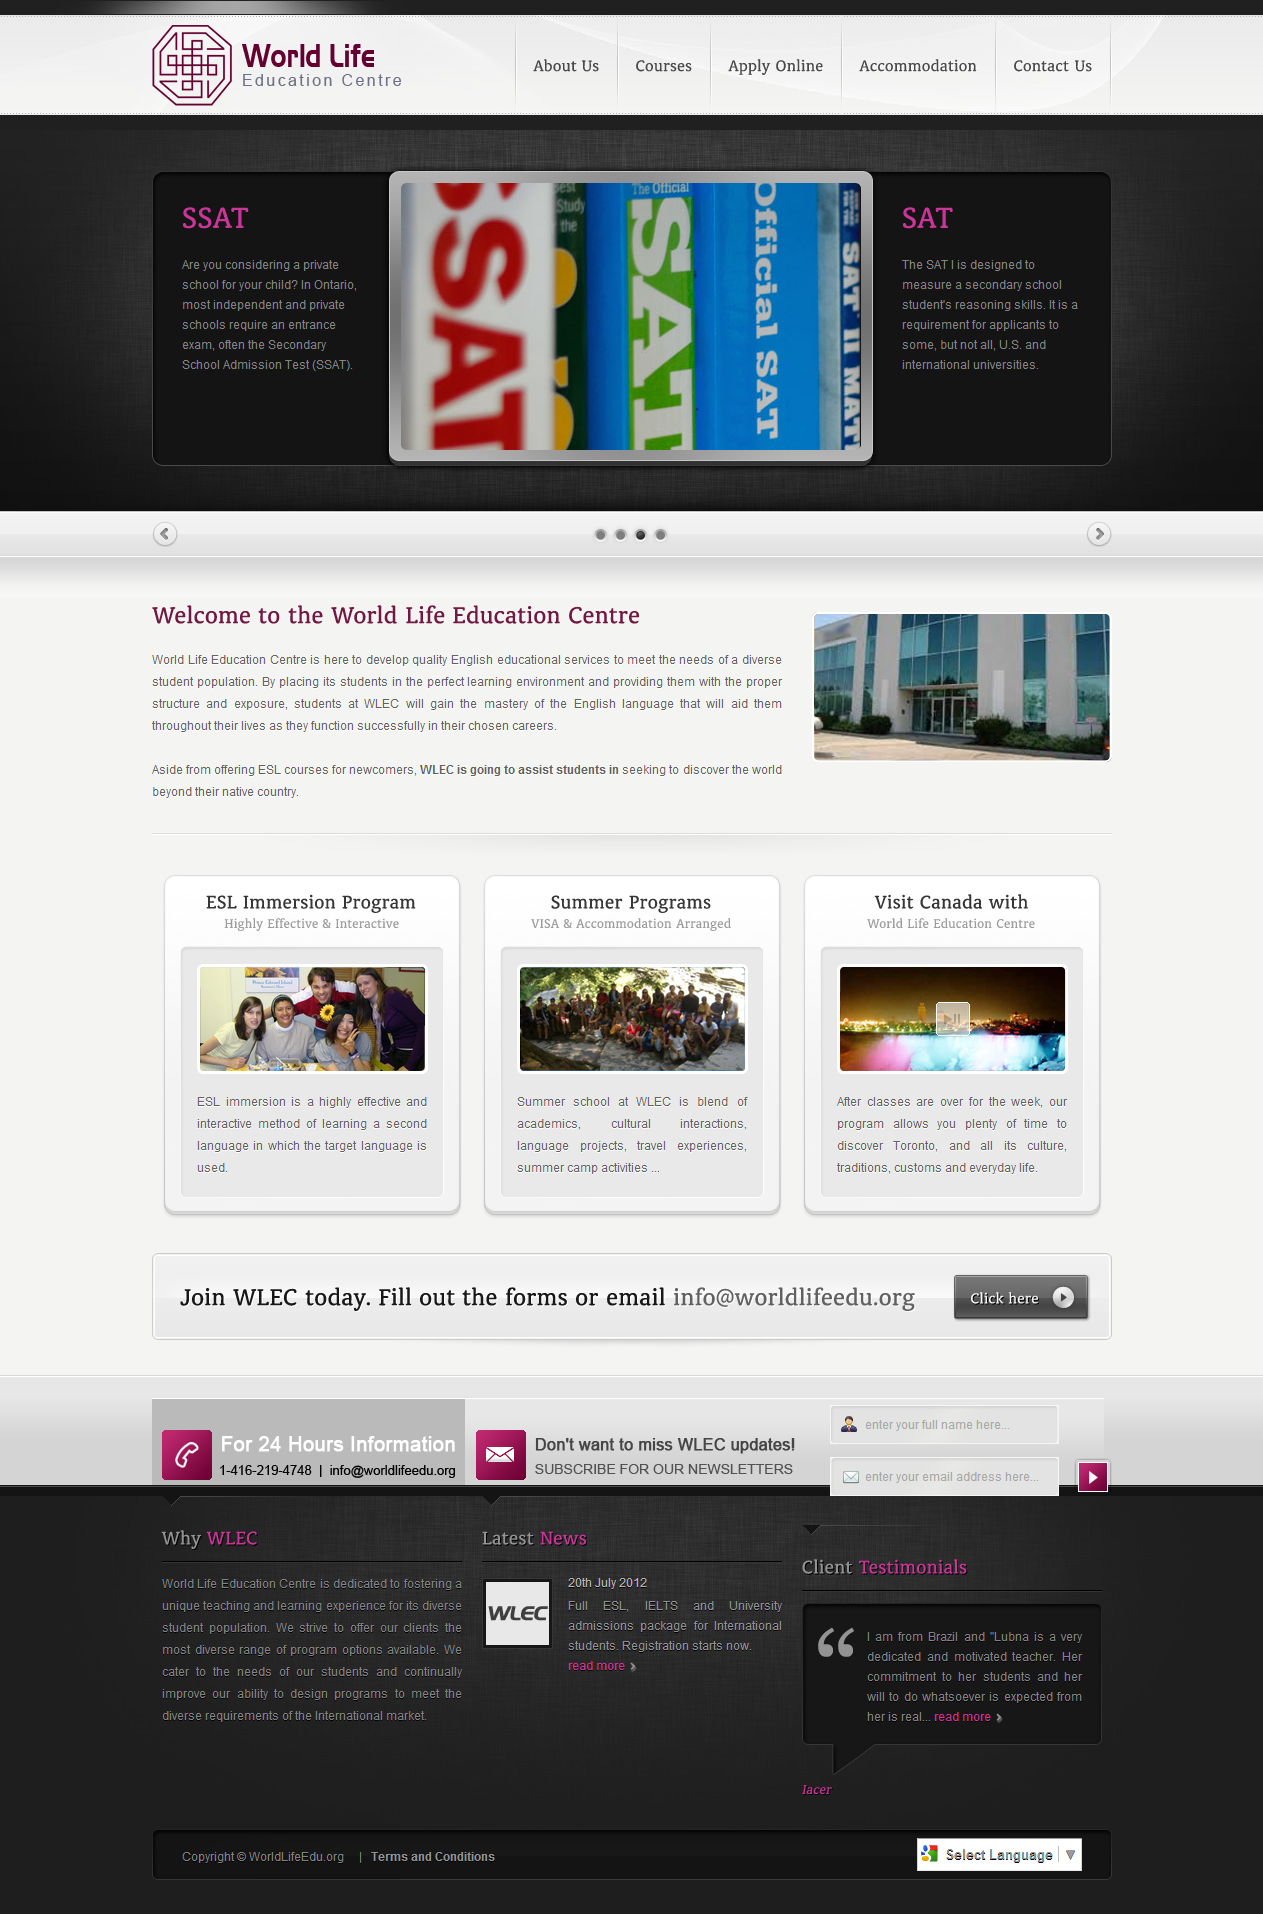 World Life
Education Centre
About Us
Courses
Apply Online
Accommodation
Contact Us
SSAT
Are you considering a private
school for your child? In Ontario,
most independent and private
schools require an entrance
exam, often the Secondary
School Admission Test (SSAT).
SSAT
Best
Study
the
The Official
SAT
Official SAT
SAT II MAT
SAT
The SAT I is designed to
measure a secondary school
student's reasoning skills. It is a
requirement for applicants to
some, but not all, U.S. and
international universities.
Welcome to the World Life Education Centre
World Life Education Centre is here to develop quality English educational services to meet the needs of a diverse
student population. By placing its students in the perfect learning environment and providing them with the proper
structure and exposure, students at WLEC will gain the mastery of the English language that will aid them
throughout their lives as they function successfully in their chosen careers.
Aside from offering ESL courses for newcomers, WLEC is going to assist students in seeking to discover the world
beyond their native country.
ESL Immersion Program
Highly Effective & Interactive
ESL immersion is a highly effective and
interactive method of learning a second
language in which the target language is
used.
Summer Programs
VISA & Accommodation Arranged
Summer school at WLEC is blend of
academics, cultural interactions,
language projects, travel experiences,
summer camp activities ...
Visit Canada with
World Life Education Centre
After classes are over for the week, our
program allows you plenty of time to
discover Toronto, and all its culture,
traditions, customs and everyday life.
Join WLEC today. Fill out the forms or email info@worldlifeedu.org
Click here
For 24 Hours Information
1-416-219-4748 | info@worldlifeedu.org
Don't want to miss WLEC updates!
SUBSCRIBE FOR OUR NEWSLETTERS
enter your full name here...
enter your email address here...
Why WLEC
World Life Education Centre is dedicated to fostering a
unique teaching and learning experience for its diverse
student population. We strive to offer our clients the
most diverse range of program options available. We
cater to the needs of our students and continually
improve our ability to design programs to meet the
diverse requirements of the International market.
Latest News
WLEC
20th July 2012
Full ESL, IELTS and University
admissions package for International
students. Registration starts now.
read more
Client Testimonials
I am from Brazil and "Lubna is a very
dedicated and motivated teacher. Her
commitment to her students and her
will to do whatsoever is expected from
her is real... read more
Iacer
Copyright © WorldLifeEdu.org | Terms and Conditions
Select Language